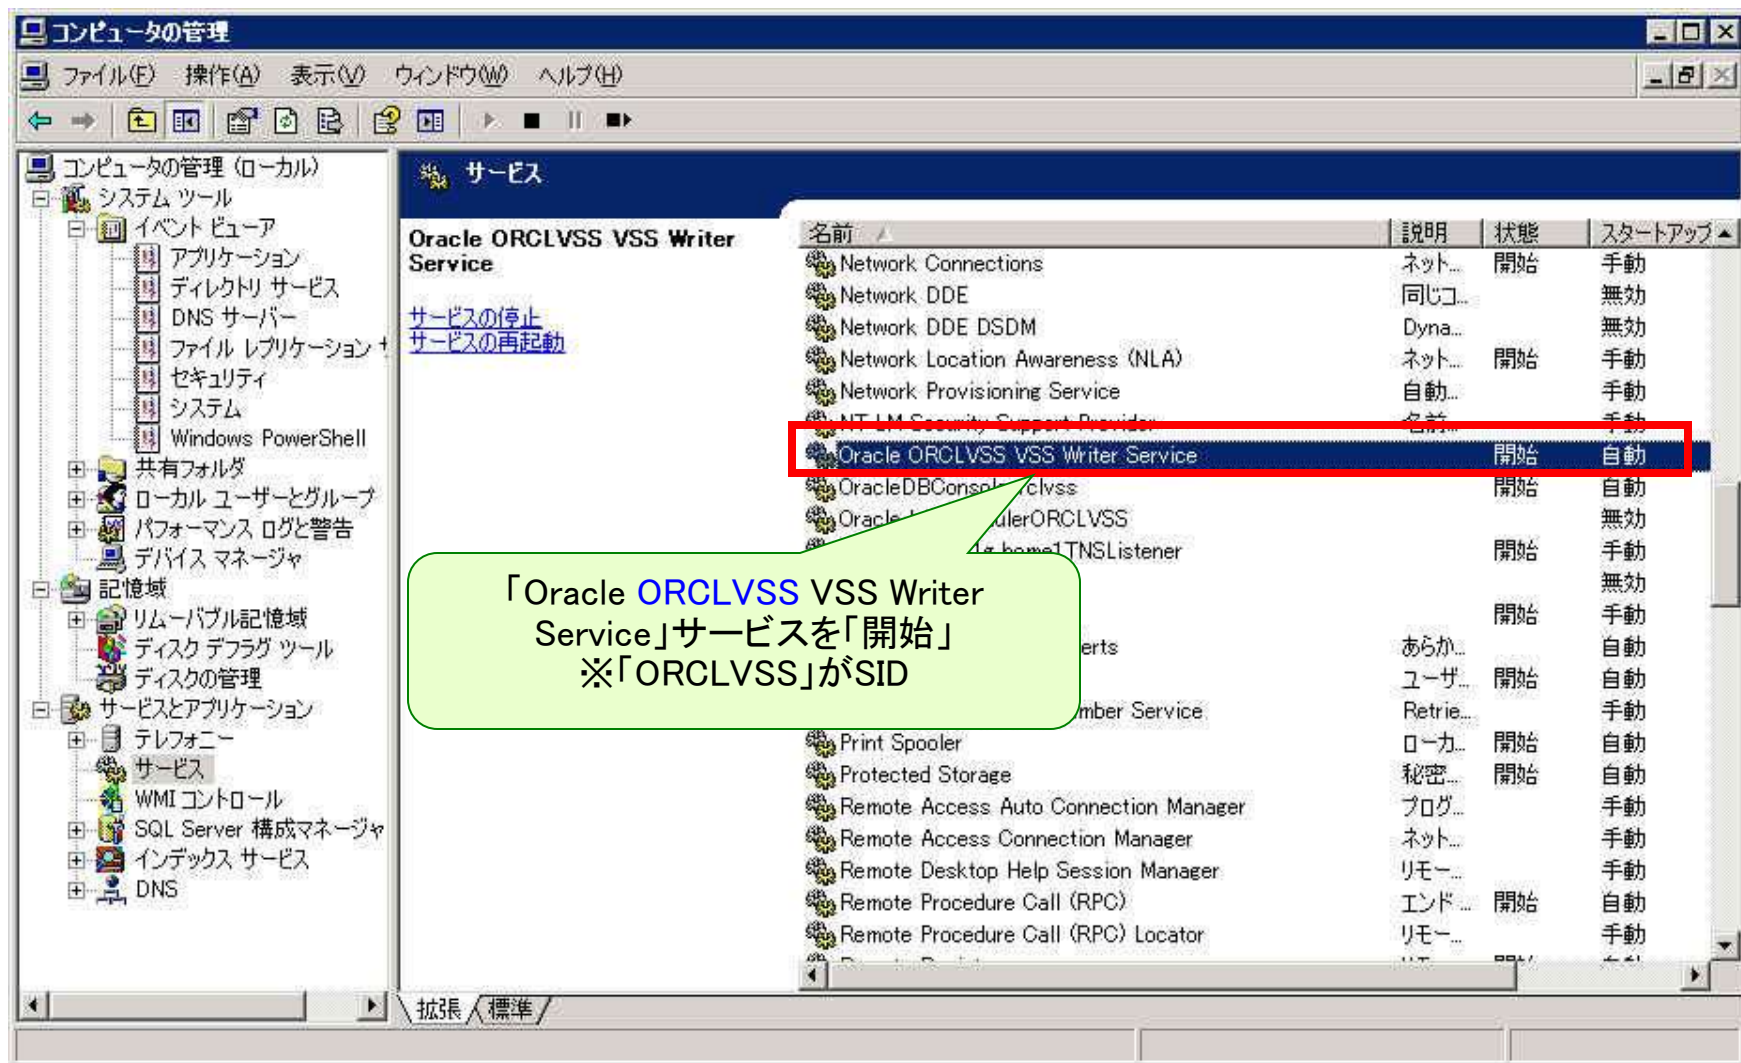 コンピュータの管理
ファイル(F) 操作(A) 表示(V) ウィンドウ(W) ヘルプ(H)
コンピュータの管理 (ローカル)
システム ツール
イベント ビューア
アプリケーション
ディレクトリ サービス
DNS サーバー
ファイル レプリケーション
セキュリティ
システム
Windows PowerShell
共有フォルダ
ローカル ユーザーとグループ
パフォーマンス ログと警告
デバイス マネージャ
記憶域
リムーバブル記憶域
ディスク デフラグ ツール
ディスクの管理
サービスとアプリケーション
テレフォニー
サービス
WMI コントロール
SQL Server 構成マネージャ
インデックス サービス
DNS
サービス
Oracle ORCLVSS VSS Writer
Service
サービスの停止
サービスの再起動
名前 説明 状態 スタートアップ
Network Connections ネット... 開始 手動
Network DDE 同じコ... 無効
Network DDE DSDM Dyna... 無効
Network Location Awareness (NLA) ネット... 開始 手動
Network Provisioning Service 自動... 手動
NT LM Security Support Provider 名前... 手動
Oracle ORCLVSS VSS Writer Service 開始 自動
OracleDBConsole rclvss 開始 自動
Oracle ulerORCLVSS 無効
home1TNSListener 開始 手動
無効
開始 手動
erts あらか... 自動
ユーザ... 開始 自動
mber Service Retrie... 手動
Print Spooler ローカ... 開始 自動
Protected Storage 秘密... 開始 自動
Remote Access Auto Connection Manager プログ... 手動
Remote Access Connection Manager ネット... 手動
Remote Desktop Help Session Manager リモー... 手動
Remote Procedure Call (RPC) エンド... 開始 自動
Remote Procedure Call (RPC) Locator リモー... 手動
「Oracle ORCLVSS VSS Writer
Service」サービスを「開始」
※「ORCLVSS」がSID
拡張 標準